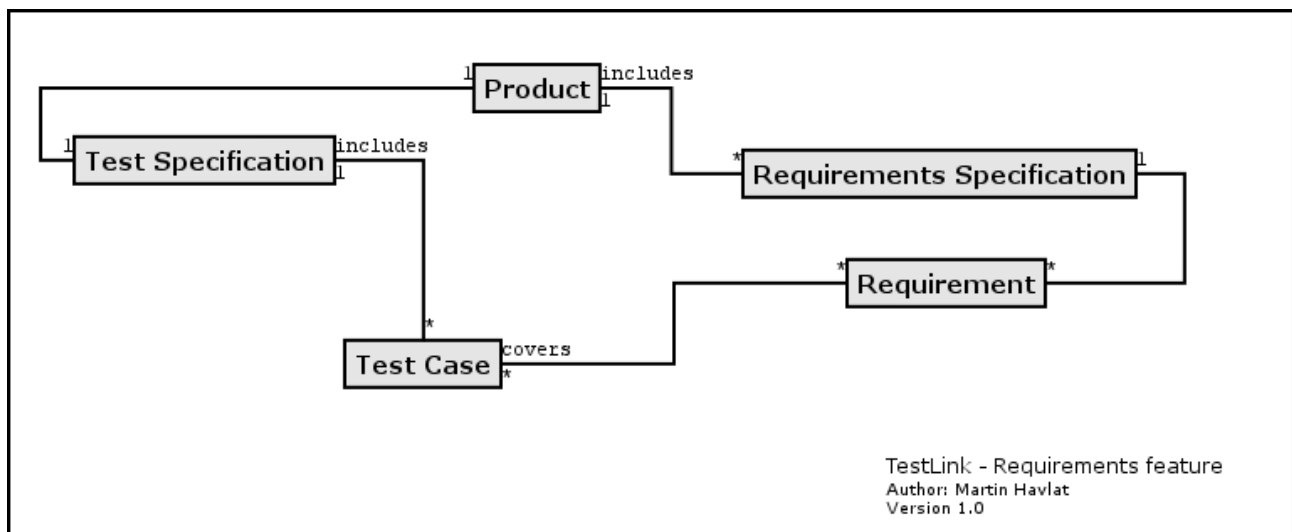 1 Product includes
1
1 Test Specification includes
1
* Requirements Specification 1
* Requirement *
*
Test Case covers
*
TestLink - Requirements feature
Author: Martin Havlat
Version 1.0